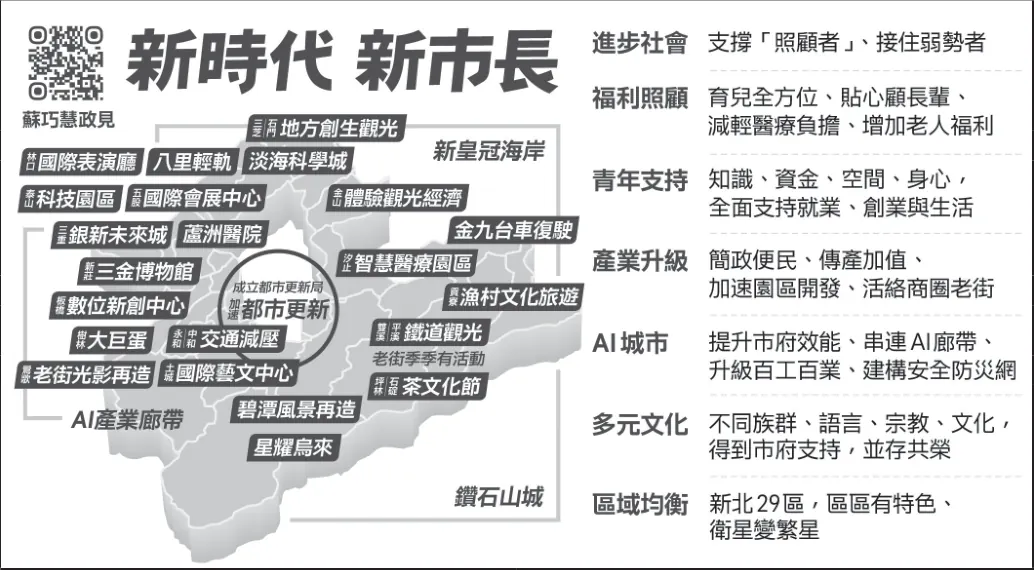 新時代 新市長
蘇巧慧政見
三芝 石門 地方創生觀光
新皇冠海岸
林口 國際表演廳
八里輕軌
淡海科學城
泰山 科技園區
五股 國際會展中心
金山 體驗觀光經濟
三重 銀新未來城
蘆洲醫院
金九台車復駛
汐止 智慧醫療園區
新莊 三金博物館
成立都市更新局
加速 都市更新
貢寮 漁村文化旅遊
板橋 數位新創中心
樹林 大巨蛋
永和 中和 交通減壓
雙溪 平溪 鐵道觀光
老街季季有活動
鶯歌 老街光影再造
土城 國際藝文中心
坪林 石碇 茶文化節
碧潭風景再造
AI產業廊帶
星耀烏來
鑽石山城
進步社會 支撐「照顧者」、接住弱勢者
福利照顧 育兒全方位、貼心顧長輩、
減輕醫療負擔、增加老人福利
青年支持 知識、資金、空間、身心，
全面支持就業、創業與生活
產業升級 簡政便民、傳產加值、
加速園區開發、活絡商圈老街
AI城市 提升市府效能、串連AI廊帶、
升級百工百業、建構安全防災網
多元文化 不同族群、語言、宗教、文化，
得到市府支持，並存共榮
區域均衡 新北29區，區區有特色、
衛星變繁星